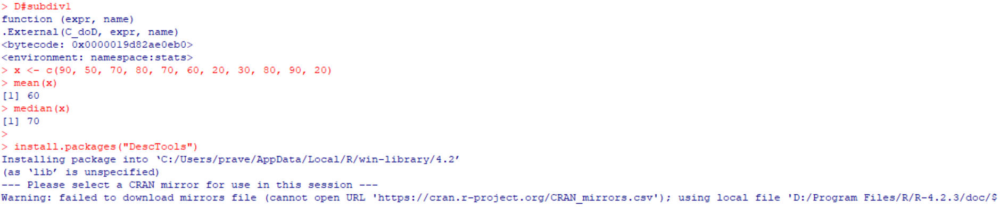 > D#subdivl
function (expr, name)
.External(C_doD, expr, name)
<bytecode: 0x0000019d82ae0eb0>
<environment: namespace:stats>
> x <- c(90, 50, 70, 80, 70, 60, 20, 30, 80, 90, 20)
> mean(x)
[1] 60
> median(x)
[1] 70
>
> install.packages("DescTools")
Installing package into ‘C:/Users/prave/AppData/Local/R/win-library/4.2’
(as ‘lib’ is unspecified)
--- Please select a CRAN mirror for use in this session ---
Warning: failed to download mirrors file (cannot open URL 'https://cran.r-project.org/CRAN_mirrors.csv'); using local file 'D:/Program Files/R/R-4.2.3/doc/$